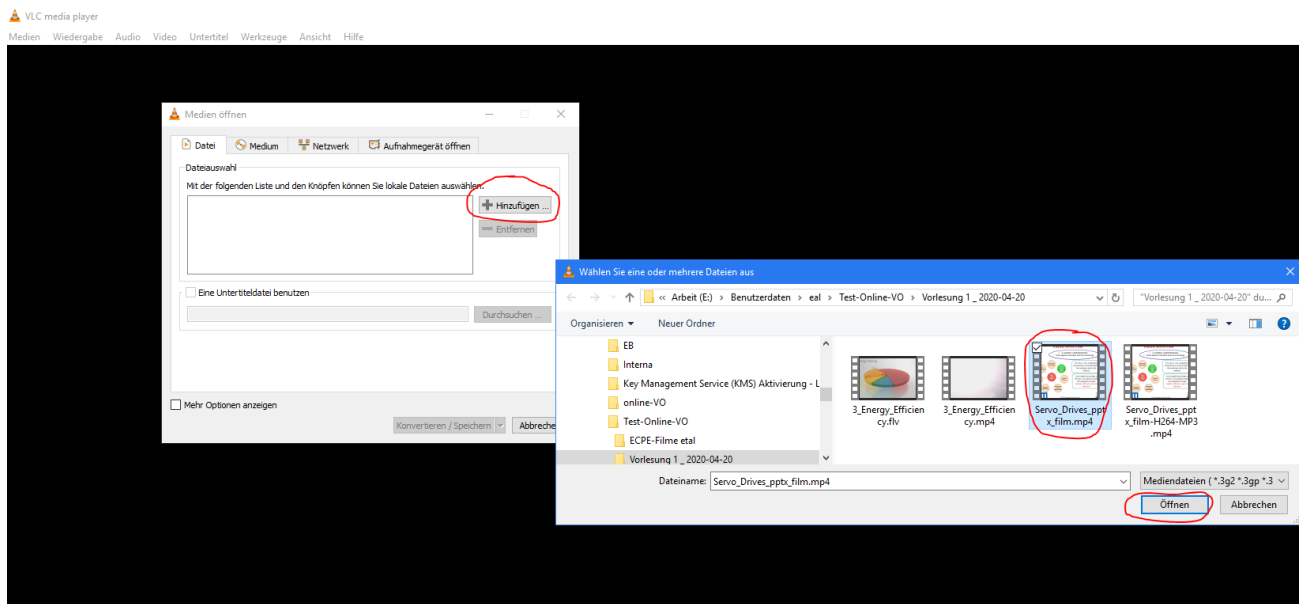 VLC media player
Medien Wiedergabe Audio Video Untertitel Werkzeuge Ansicht Hilfe
Medien öffnen
Datei Medium Netzwerk Aufnahmegerät öffnen
Dateiauswahl
Mit der folgenden Liste und den Knöpfen können Sie lokale Dateien auswählen.
Hinzufügen ...
Entfernen
Eine Untertiteldatei benutzen
Durchsuchen ...
Mehr Optionen anzeigen
Konvertieren / Speichern Abbreche
Wählen Sie eine oder mehrere Dateien aus
« Arbeit (E:) › Benutzerdaten › eal › Test-Online-VO › Vorlesung 1 _ 2020-04-20
"Vorlesung 1 _ 2020-04-20" du...
Organisieren Neuer Ordner
EB
Interna
Key Management Service (KMS) Aktivierung - L
online-VO
Test-Online-VO
ECPE-Filme etal
Vorlesung 1 _ 2020-04-20
3_Energy_Efficien
cy.flv
3_Energy_Efficien
cy.mp4
Servo_Drives_ppt
x_film.mp4
Servo_Drives_ppt
x_film-H264-MP3
.mp4
Dateiname: Servo_Drives_pptx_film.mp4
Mediendateien ( *.3g2 *.3gp *.3
Öffnen Abbrechen